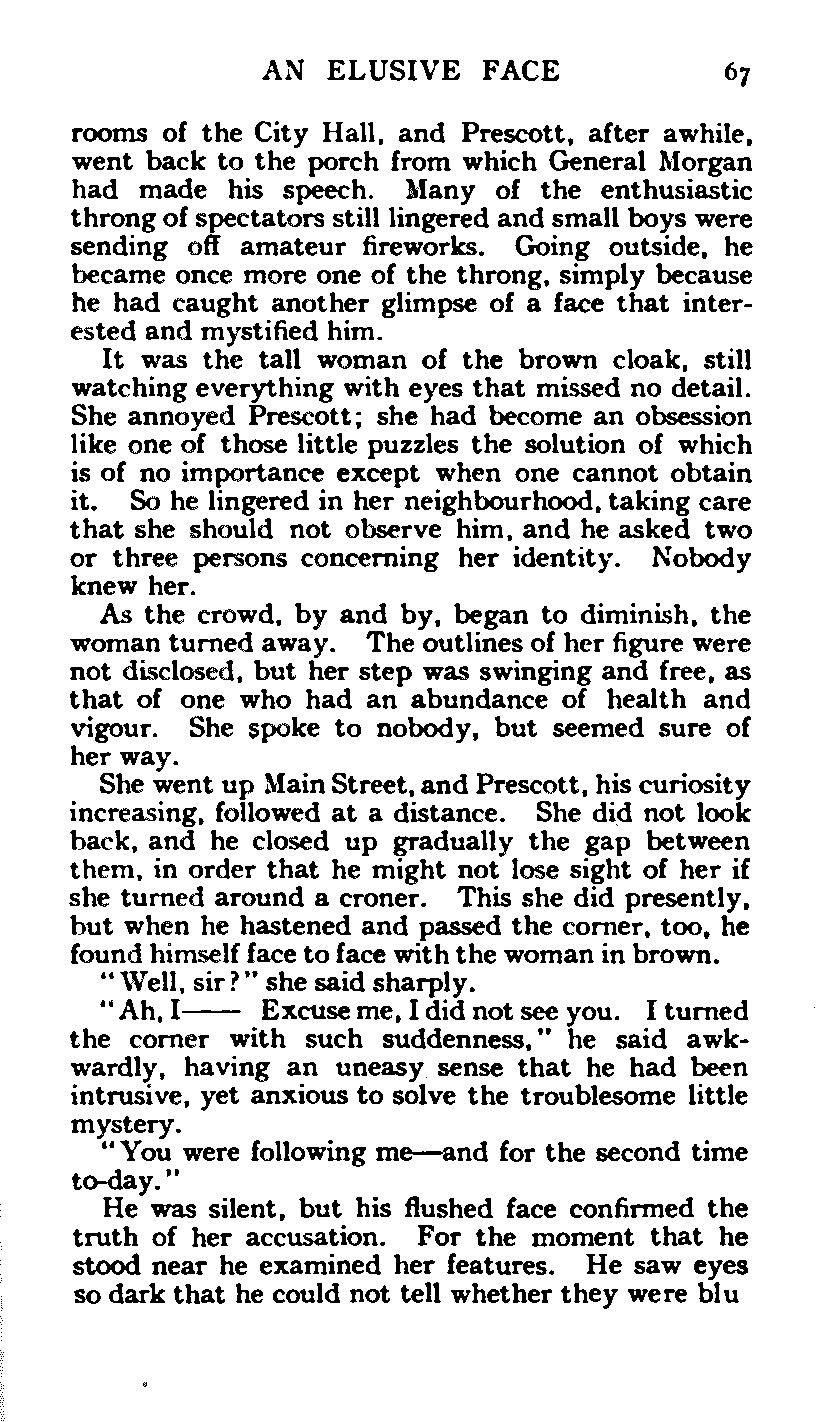 AN ELUSIVE FACE 67
rooms of the City Hall, and Prescott, after awhile,
went back to the porch from which General Morgan
had made his speech. Many of the enthusiastic
throng of spectators still lingered and small boys were
sending off amateur fireworks. Going outside, he
became once more one of the throng, simply because
he had caught another glimpse of a face that inter-
ested and mystified him.
It was the tall woman of the brown cloak, still
watching everything with eyes that missed no detail.
She annoyed Prescott; she had become an obsession
like one of those little puzzles the solution of which
is of no importance except when one cannot obtain
it. So he lingered in her neighbourhood, taking care
that she should not observe him, and he asked two
or three persons concerning her identity. Nobody
knew her.
As the crowd, by and by, began to diminish, the
woman turned away. The outlines of her figure were
not disclosed, but her step was swinging and free, as
that of one who had an abundance of health and
vigour. She spoke to nobody, but seemed sure of
her way.
She went up Main Street, and Prescott, his curiosity
increasing, followed at a distance. She did not look
back, and he closed up gradually the gap between
them, in order that he might not lose sight of her if
she turned around a croner. This she did presently,
but when he hastened and passed the corner, too, he
found himself face to face with the woman in brown.
"Well, sir?" she said sharply.
"Ah, I—— Excuse me, I did not see you. I turned
the corner with such suddenness," he said awk-
wardly, having an uneasy sense that he had been
intrusive, yet anxious to solve the troublesome little
mystery.
"You were following me—and for the second time
to-day."
He was silent, but his flushed face confirmed the
truth of her accusation. For the moment that he
stood near he examined her features. He saw eyes
so dark that he could not tell whether they were blu